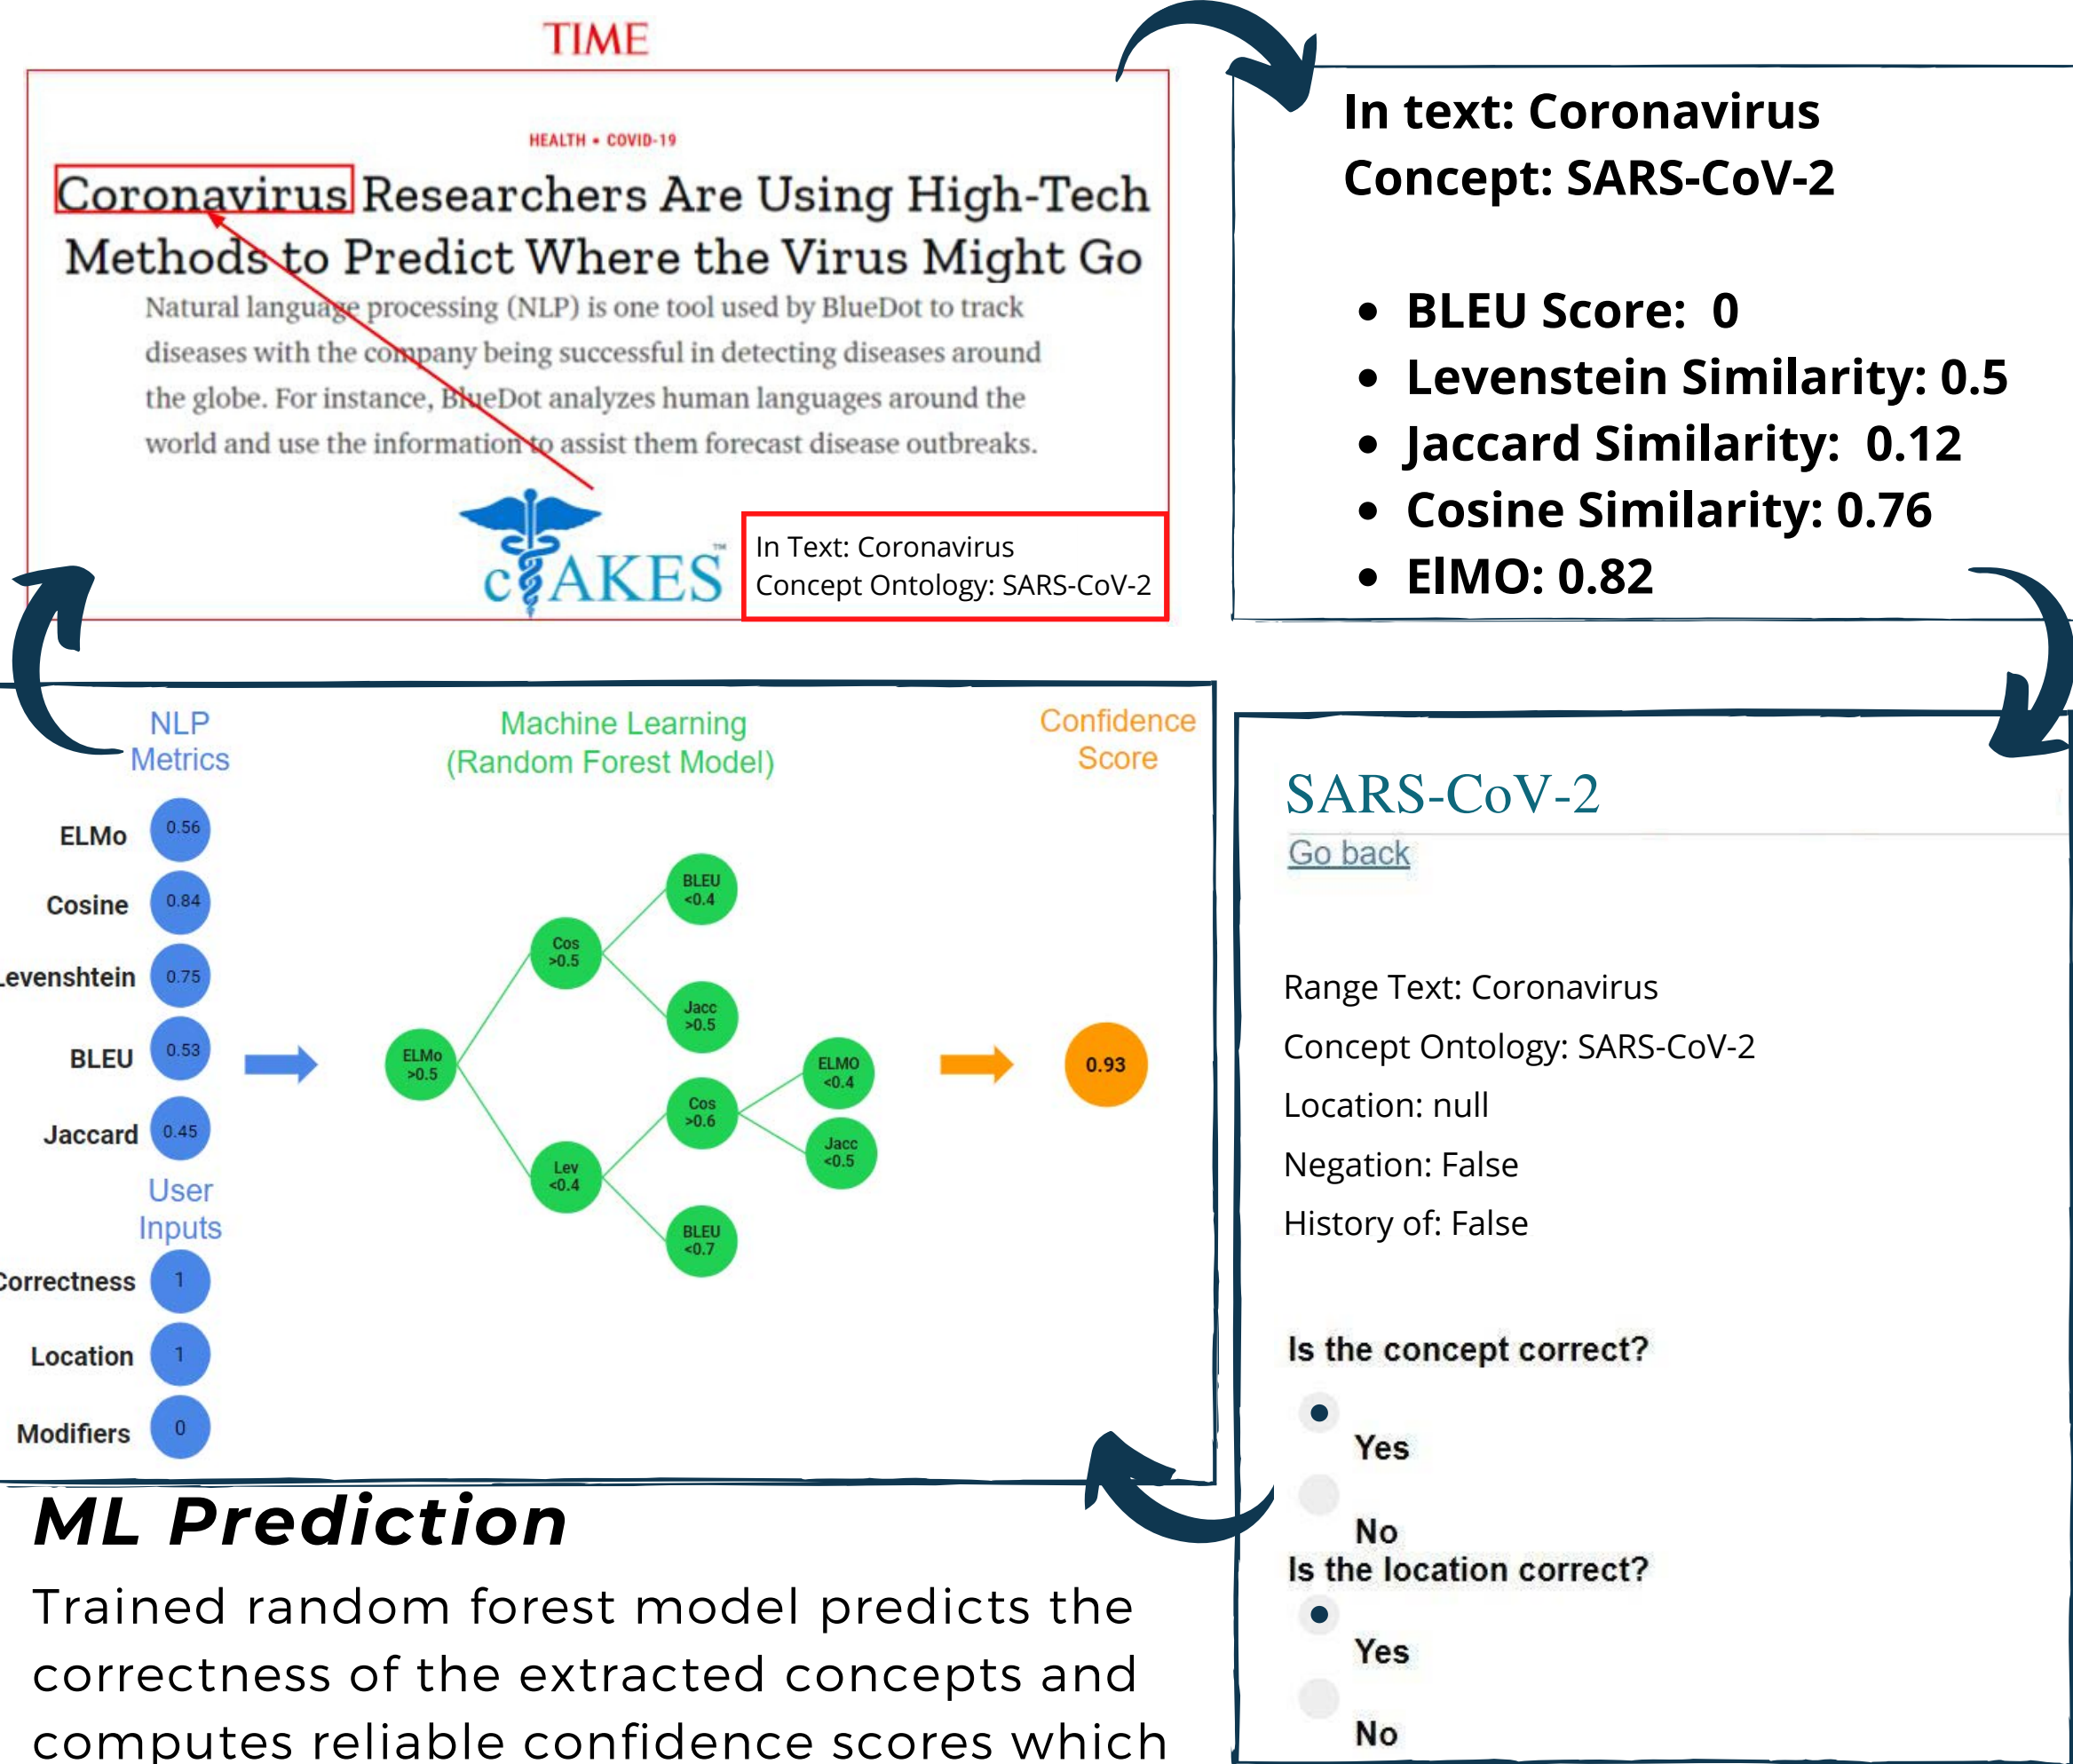 TIME
HEALTH • COVID-19
Coronavirus Researchers Are Using High-Tech
Methods to Predict Where the Virus Might Go
Natural language processing (NLP) is one tool used by BlueDot to track
diseases with the company being successful in detecting diseases around
the globe. For instance, BlueDot analyzes human languages around the
world and use the information to assist them forecast disease outbreaks.
cTAKES™
In Text: Coronavirus
Concept Ontology: SARS-CoV-2
In text: Coronavirus
Concept: SARS-CoV-2
• BLEU Score: 0
• Levenstein Similarity: 0.5
• Jaccard Similarity: 0.12
• Cosine Similarity: 0.76
• ElMO: 0.82
NLP
Metrics
ELMo 0.56
Cosine 0.84
Levenshtein 0.75
BLEU 0.53
Jaccard 0.45
User
Inputs
Correctness 1
Location 1
Modifiers 0
Machine Learning
(Random Forest Model)
ELMo
>0.5
Cos
>0.5
Lev
<0.4
BLEU
<0.4
Jacc
>0.5
Cos
>0.6
BLEU
<0.7
ELMO
<0.4
Jacc
<0.5
Confidence
Score
0.93
SARS-CoV-2
Go back
Range Text: Coronavirus
Concept Ontology: SARS-CoV-2
Location: null
Negation: False
History of: False
Is the concept correct?
Yes
No
Is the location correct?
Yes
No
ML Prediction
Trained random forest model predicts the
correctness of the extracted concepts and
computes reliable confidence scores which